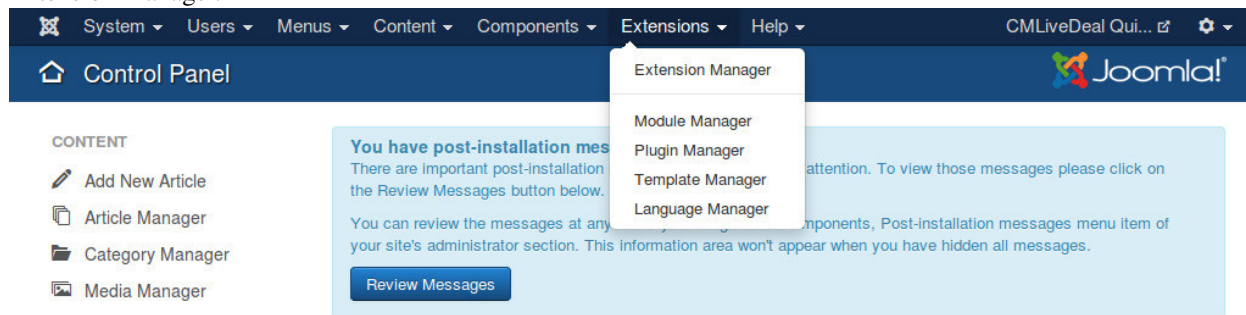 System Users Menus Content Components Extensions Help CMLiveDeal Qui...
Control Panel Joomla!
Extension Manager
Module Manager
Plugin Manager
Template Manager
Language Manager
CONTENT
Add New Article
Article Manager
Category Manager
Media Manager
You have post-installation mes
There are important post-installation attention. To view those messages please click on
the Review Messages button below.
You can review the messages at any mponents, Post-installation messages menu item of
your site's administrator section. This information area won't appear when you have hidden all messages.
Review Messages